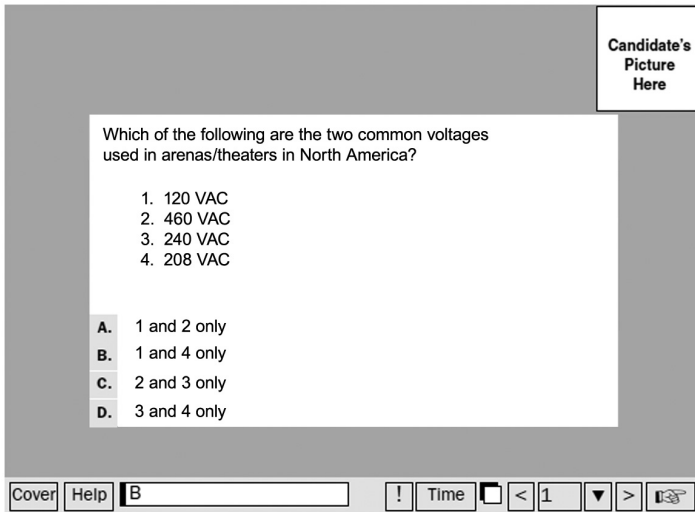 Candidate's
Picture
Here
Which of the following are the two common voltages
used in arenas/theaters in North America?
1. 120 VAC
2. 460 VAC
3. 240 VAC
4. 208 VAC
A. 1 and 2 only
B. 1 and 4 only
C. 2 and 3 only
D. 3 and 4 only
Cover Help B ! Time < 1 ▼ >